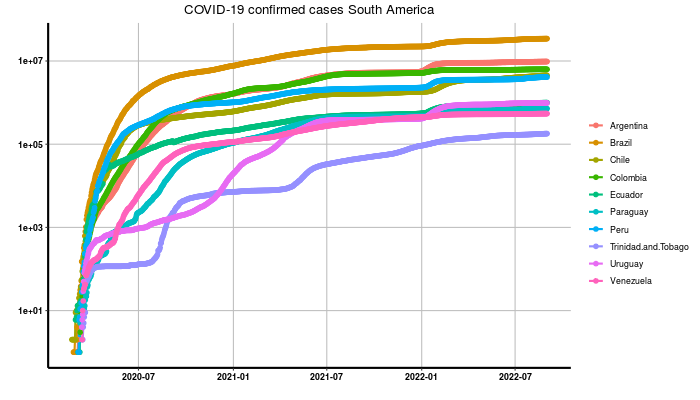 COVID-19 confirmed cases South America
1e+07
1e+05
1e+03
1e+01
2020-07
2021-01
2021-07
2022-01
2022-07
Argentina
Brazil
Chile
Colombia
Ecuador
Paraguay
Peru
Trinidad.and.Tobago
Uruguay
Venezuela